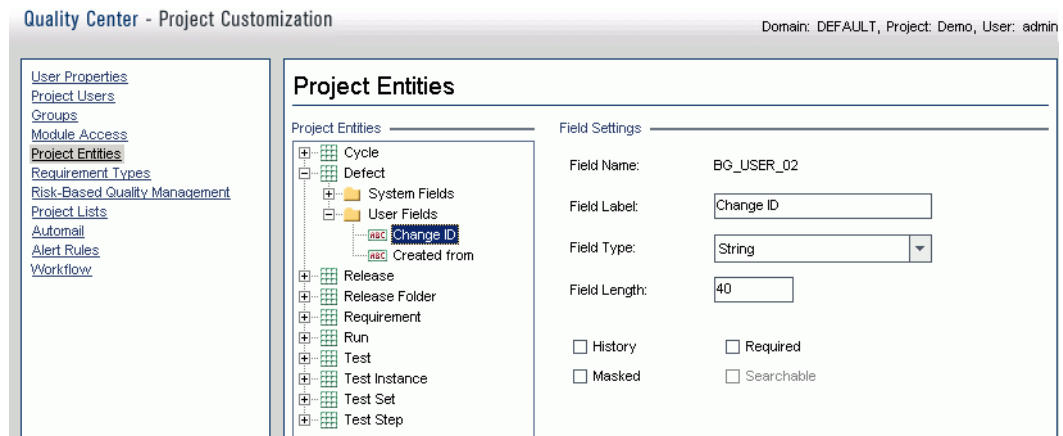 Quality Center - Project Customization
Domain: DEFAULT, Project: Demo, User: admin
User Properties
Project Users
Groups
Module Access
Project Entities
Requirement Types
Risk-Based Quality Management
Project Lists
Automail
Alert Rules
Workflow
Project Entities
Project Entities
Cycle
Defect
System Fields
User Fields
ABC Change ID
ABC Created from
Release
Release Folder
Requirement
Run
Test
Test Instance
Test Set
Test Step
Field Settings
Field Name: BG_USER_02
Field Label: Change ID
Field Type: String
Field Length: 40
History Required
Masked Searchable